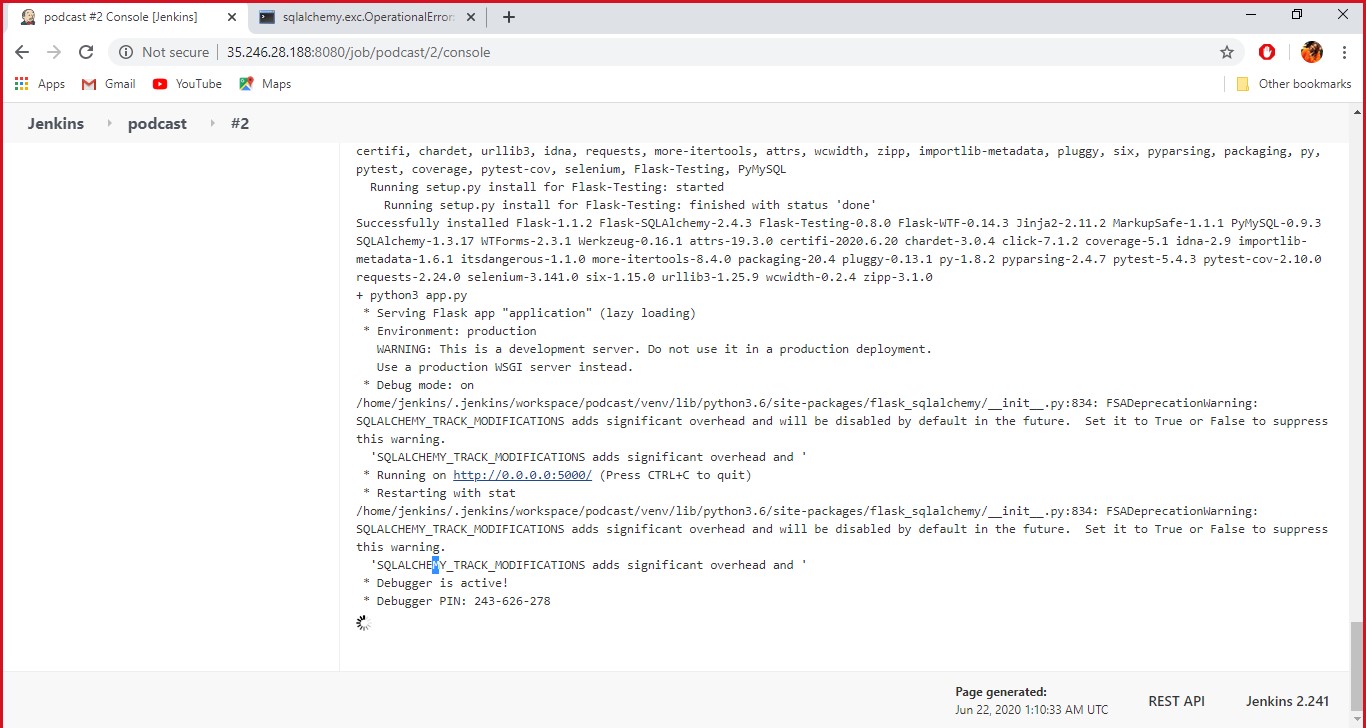 podcast #2 Console [Jenkins]
sqlalchemy.exc.OperationalError:
Not secure
35.246.28.188:8080/job/podcast/2/console
Apps
Gmail
YouTube
Maps
Other bookmarks
Jenkins
podcast
#2
certifi, chardet, urllib3, idna, requests, more-itertools, attrs, wcwidth, zipp, importlib-metadata, pluggy, six, pyparsing, packaging, py,
pytest, coverage, pytest-cov, selenium, Flask-Testing, PyMySQL
Running setup.py install for Flask-Testing: started
Running setup.py install for Flask-Testing: finished with status 'done'
Successfully installed Flask-1.1.2 Flask-SQLAlchemy-2.4.3 Flask-Testing-0.8.0 Flask-WTF-0.14.3 Jinja2-2.11.2 MarkupSafe-1.1.1 PyMySQL-0.9.3
SQLAlchemy-1.3.17 WTForms-2.3.1 Werkzeug-0.16.1 attrs-19.3.0 certifi-2020.6.20 chardet-3.0.4 click-7.1.2 coverage-5.1 idna-2.9 importlib-
metadata-1.6.1 itsdangerous-1.1.0 more-itertools-8.4.0 packaging-20.4 pluggy-0.13.1 py-1.8.2 pyparsing-2.4.7 pytest-5.4.3 pytest-cov-2.10.0
requests-2.24.0 selenium-3.141.0 six-1.15.0 urllib3-1.25.9 wcwidth-0.2.4 zipp-3.1.0
+ python3 app.py
* Serving Flask app "application" (lazy loading)
* Environment: production
WARNING: This is a development server. Do not use it in a production deployment.
Use a production WSGI server instead.
* Debug mode: on
/home/jenkins/.jenkins/workspace/podcast/venv/lib/python3.6/site-packages/flask_sqlalchemy/__init__.py:834: FSADeprecationWarning:
SQLALCHEMY_TRACK_MODIFICATIONS adds significant overhead and will be disabled by default in the future.  Set it to True or False to suppress
this warning.
'SQLALCHEMY_TRACK_MODIFICATIONS adds significant overhead and '
* Running on http://0.0.0.0:5000/ (Press CTRL+C to quit)
* Restarting with stat
/home/jenkins/.jenkins/workspace/podcast/venv/lib/python3.6/site-packages/flask_sqlalchemy/__init__.py:834: FSADeprecationWarning:
SQLALCHEMY_TRACK_MODIFICATIONS adds significant overhead and will be disabled by default in the future.  Set it to True or False to suppress
this warning.
'SQLALCHEMY_TRACK_MODIFICATIONS adds significant overhead and '
* Debugger is active!
* Debugger PIN: 243-626-278
Page generated:
Jun 22, 2020 1:10:33 AM UTC
REST API
Jenkins 2.241